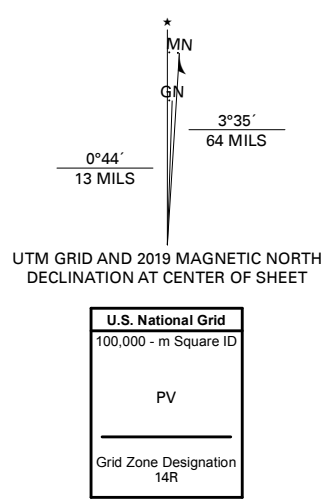 ★
MN
GN
3°35´
64 MILS
0°44´
13 MILS
UTM GRID AND 2019 MAGNETIC NORTH
DECLINATION AT CENTER OF SHEET
U.S. National Grid
100,000 - m Square ID
PV
Grid Zone Designation
14R